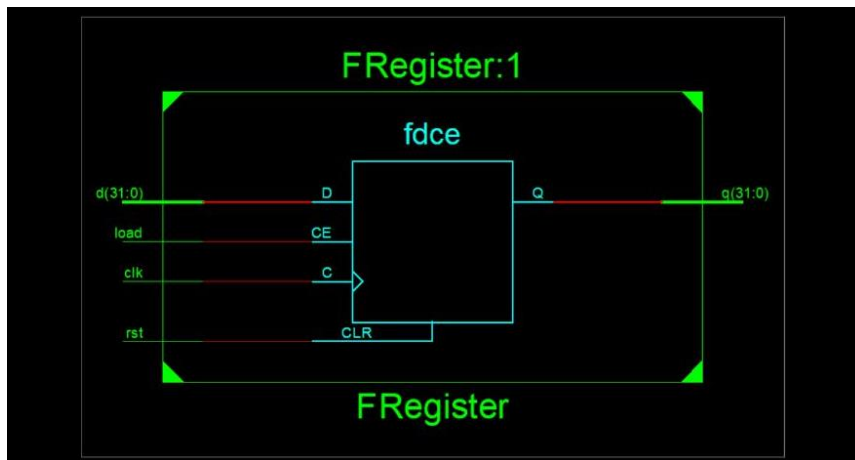 FRegister:1
fdce
d(31:0) D Q q(31:0)
load CE
clk C
rst CLR
FRegister